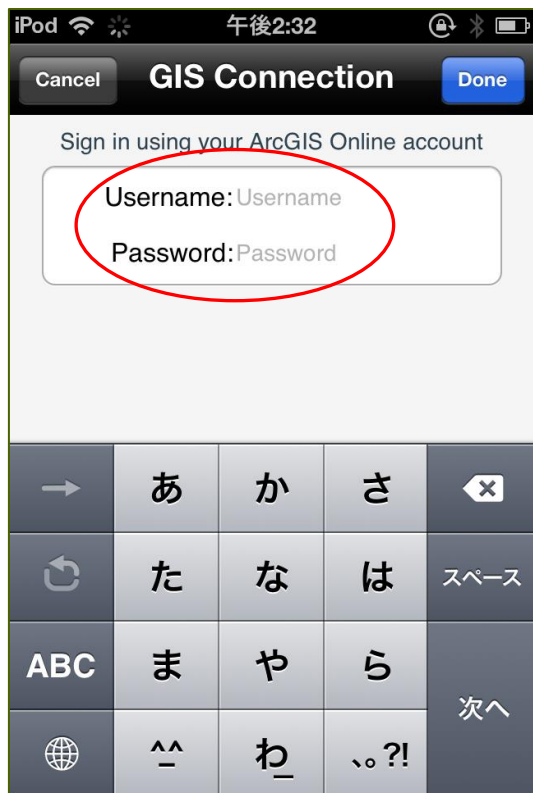 iPod 午後2:32
Cancel GIS Connection Done
Sign in using your ArcGIS Online account
Username: Username
Password: Password
→ あ か さ
た な は スペース
ABC ま や ら
次へ
^_^ わ_ 、。?!